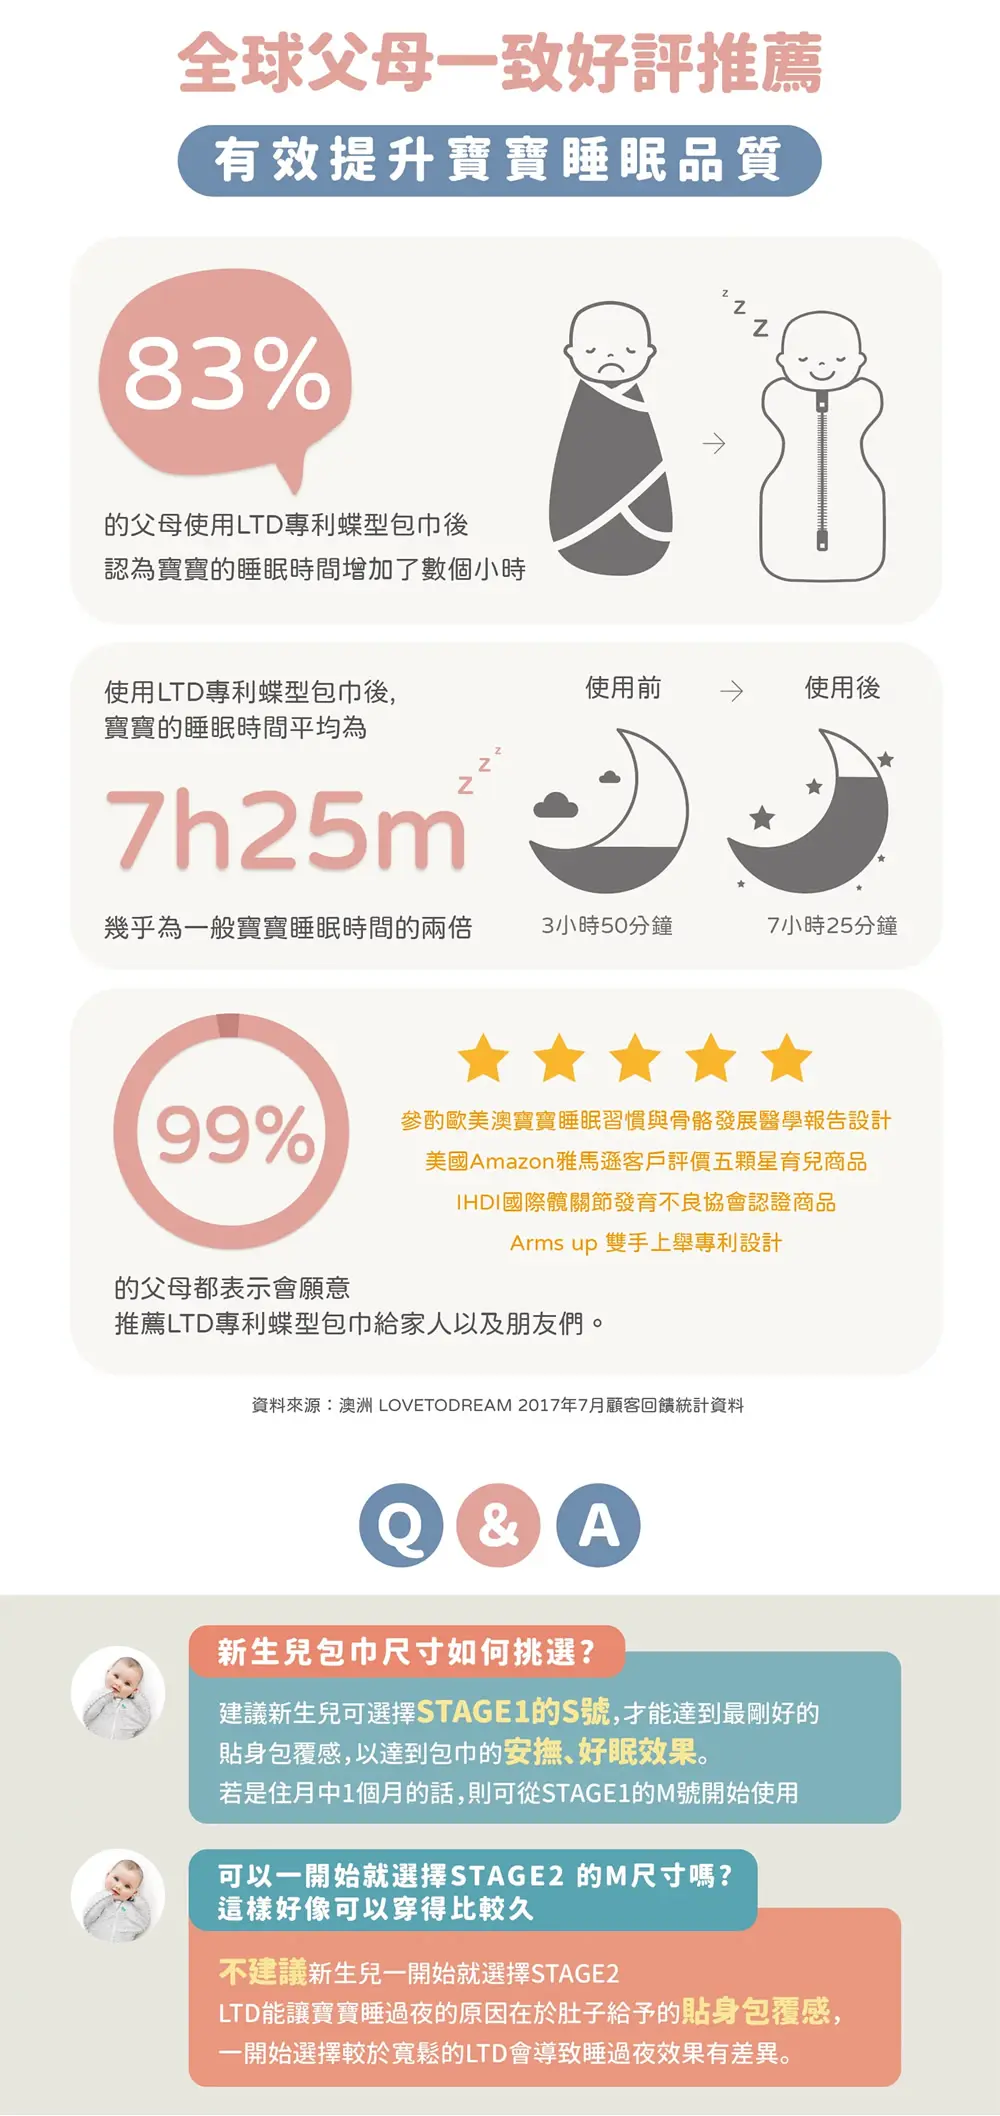 全球父母一致好評推薦
有效提升寶寶睡眠品質
83%
z
z
z
的父母使用LTD專利蝶型包巾後
認為寶寶的睡眠時間增加了數個小時
使用LTD專利蝶型包巾後,
寶寶的睡眠時間平均為
z
z
z
7h25m
幾乎為一般寶寶睡眠時間的兩倍
使用前
使用後
3小時50分鐘
7小時25分鐘
99%
參酌歐美澳寶寶睡眠習慣與骨骼發展醫學報告設計
美國Amazon雅馬遜客戶評價五顆星育兒商品
IHDI國際髖關節發育不良協會認證商品
Arms up 雙手上舉專利設計
的父母都表示會願意
推薦LTD專利蝶型包巾給家人以及朋友們。
資料來源：澳洲 LOVETODREAM 2017年7月顧客回饋統計資料
Q & A
新生兒包巾尺寸如何挑選?
建議新生兒可選擇STAGE1的S號,才能達到最剛好的
貼身包覆感,以達到包巾的安撫、好眠效果。
若是住月中1個月的話,則可從STAGE1的M號開始使用
可以一開始就選擇STAGE2 的M尺寸嗎?
這樣好像可以穿得比較久
不建議新生兒一開始就選擇STAGE2
LTD能讓寶寶睡過夜的原因在於肚子給予的貼身包覆感,
一開始選擇較於寬鬆的LTD會導致睡過夜效果有差異。